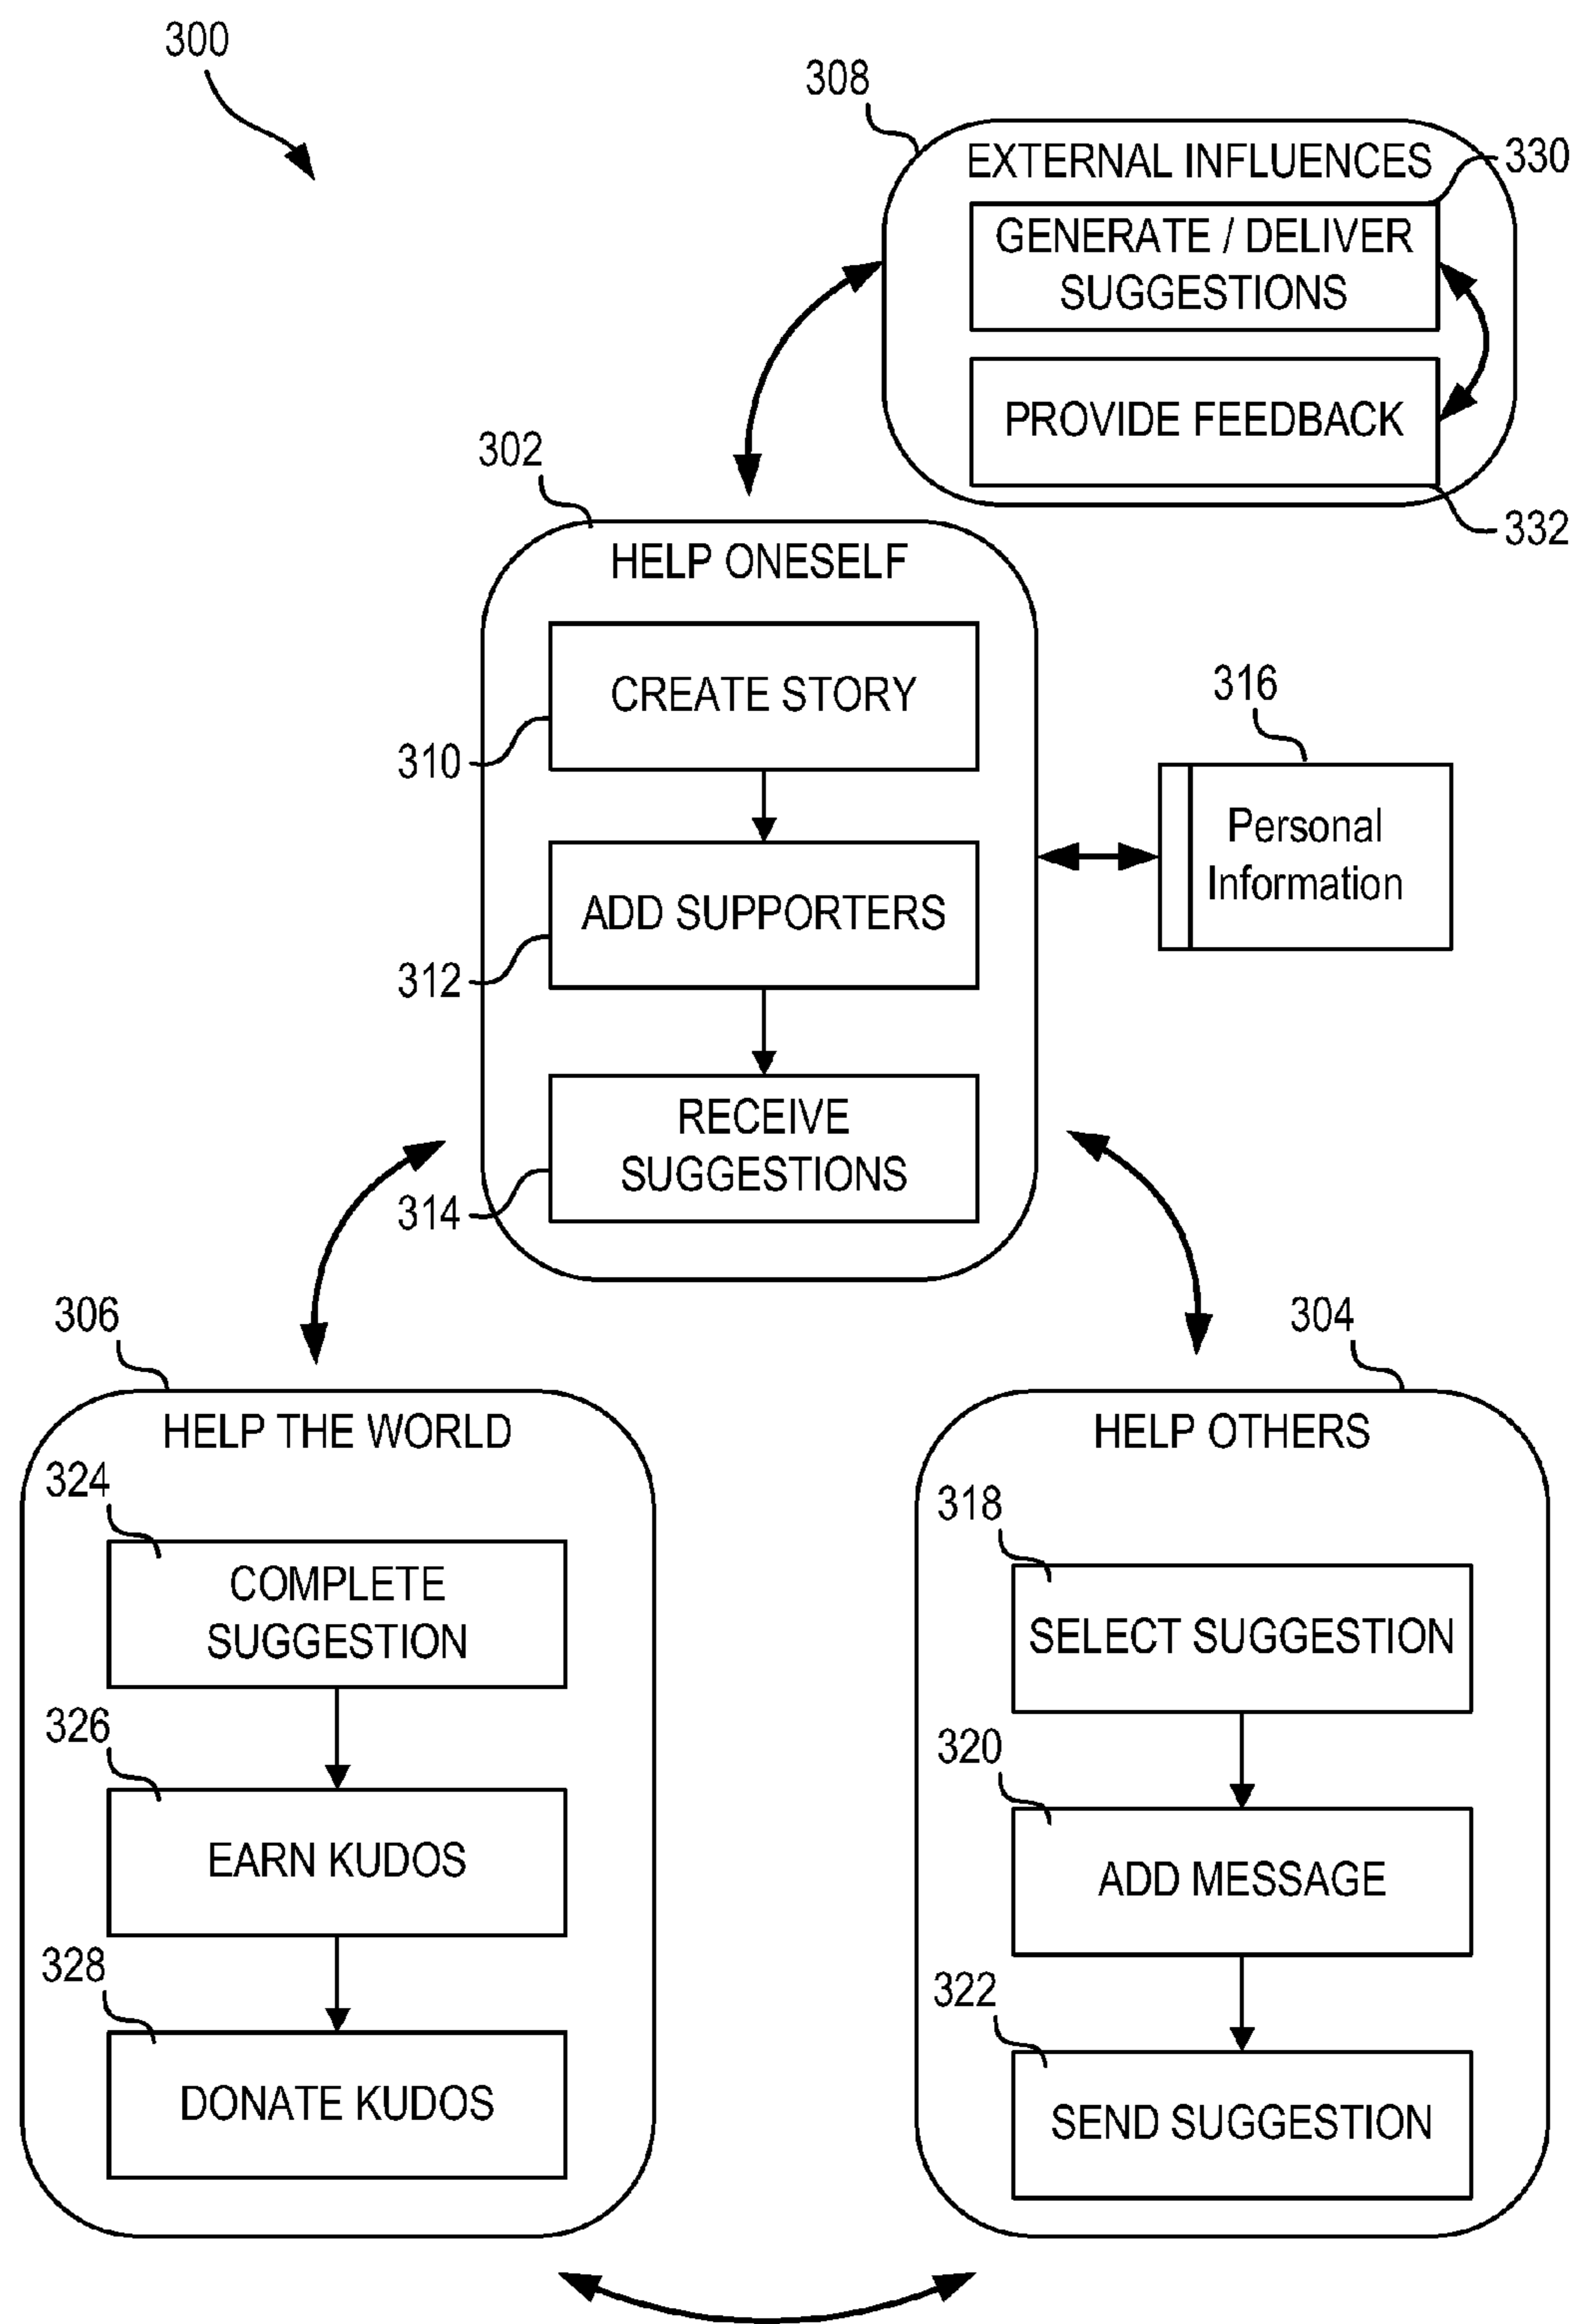 300
308
EXTERNAL INFLUENCES
330
GENERATE / DELIVER
SUGGESTIONS
PROVIDE FEEDBACK
332
302
HELP ONESELF
CREATE STORY
310
316
Personal
Information
ADD SUPPORTERS
312
RECEIVE
SUGGESTIONS
314
306
HELP THE WORLD
324
COMPLETE
SUGGESTION
326
EARN KUDOS
328
DONATE KUDOS
304
HELP OTHERS
318
SELECT SUGGESTION
320
ADD MESSAGE
322
SEND SUGGESTION